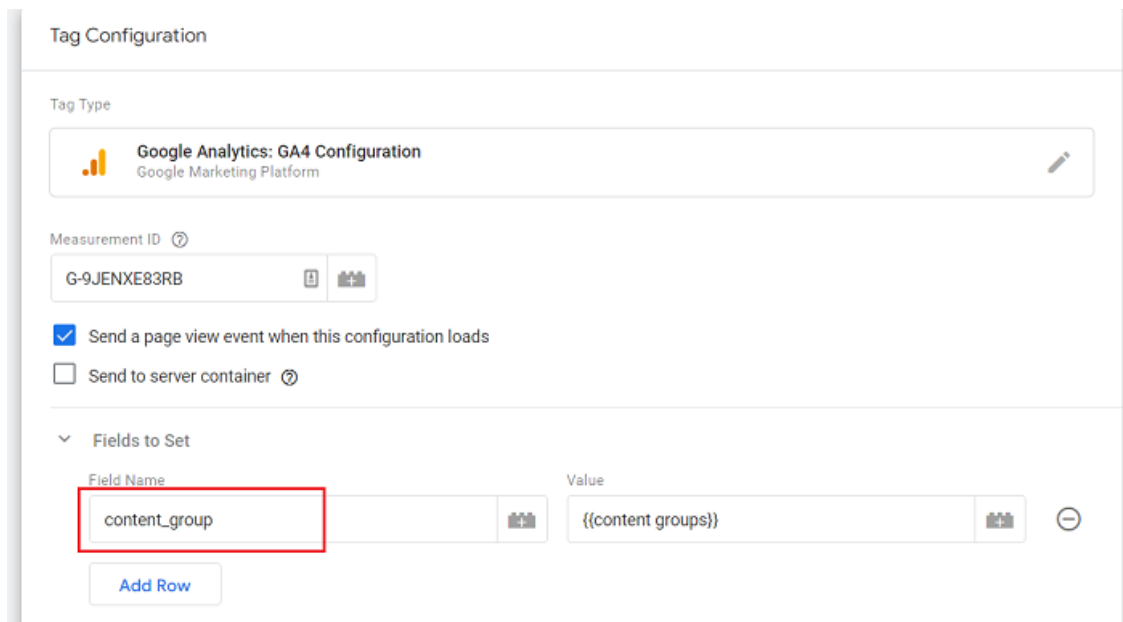 Tag Configuration
Tag Type
Google Analytics: GA4 Configuration
Google Marketing Platform
Measurement ID
G-9JENXE83RB
Send a page view event when this configuration loads
Send to server container
Fields to Set
Field Name Value
content_group {{content groups}}
Add Row